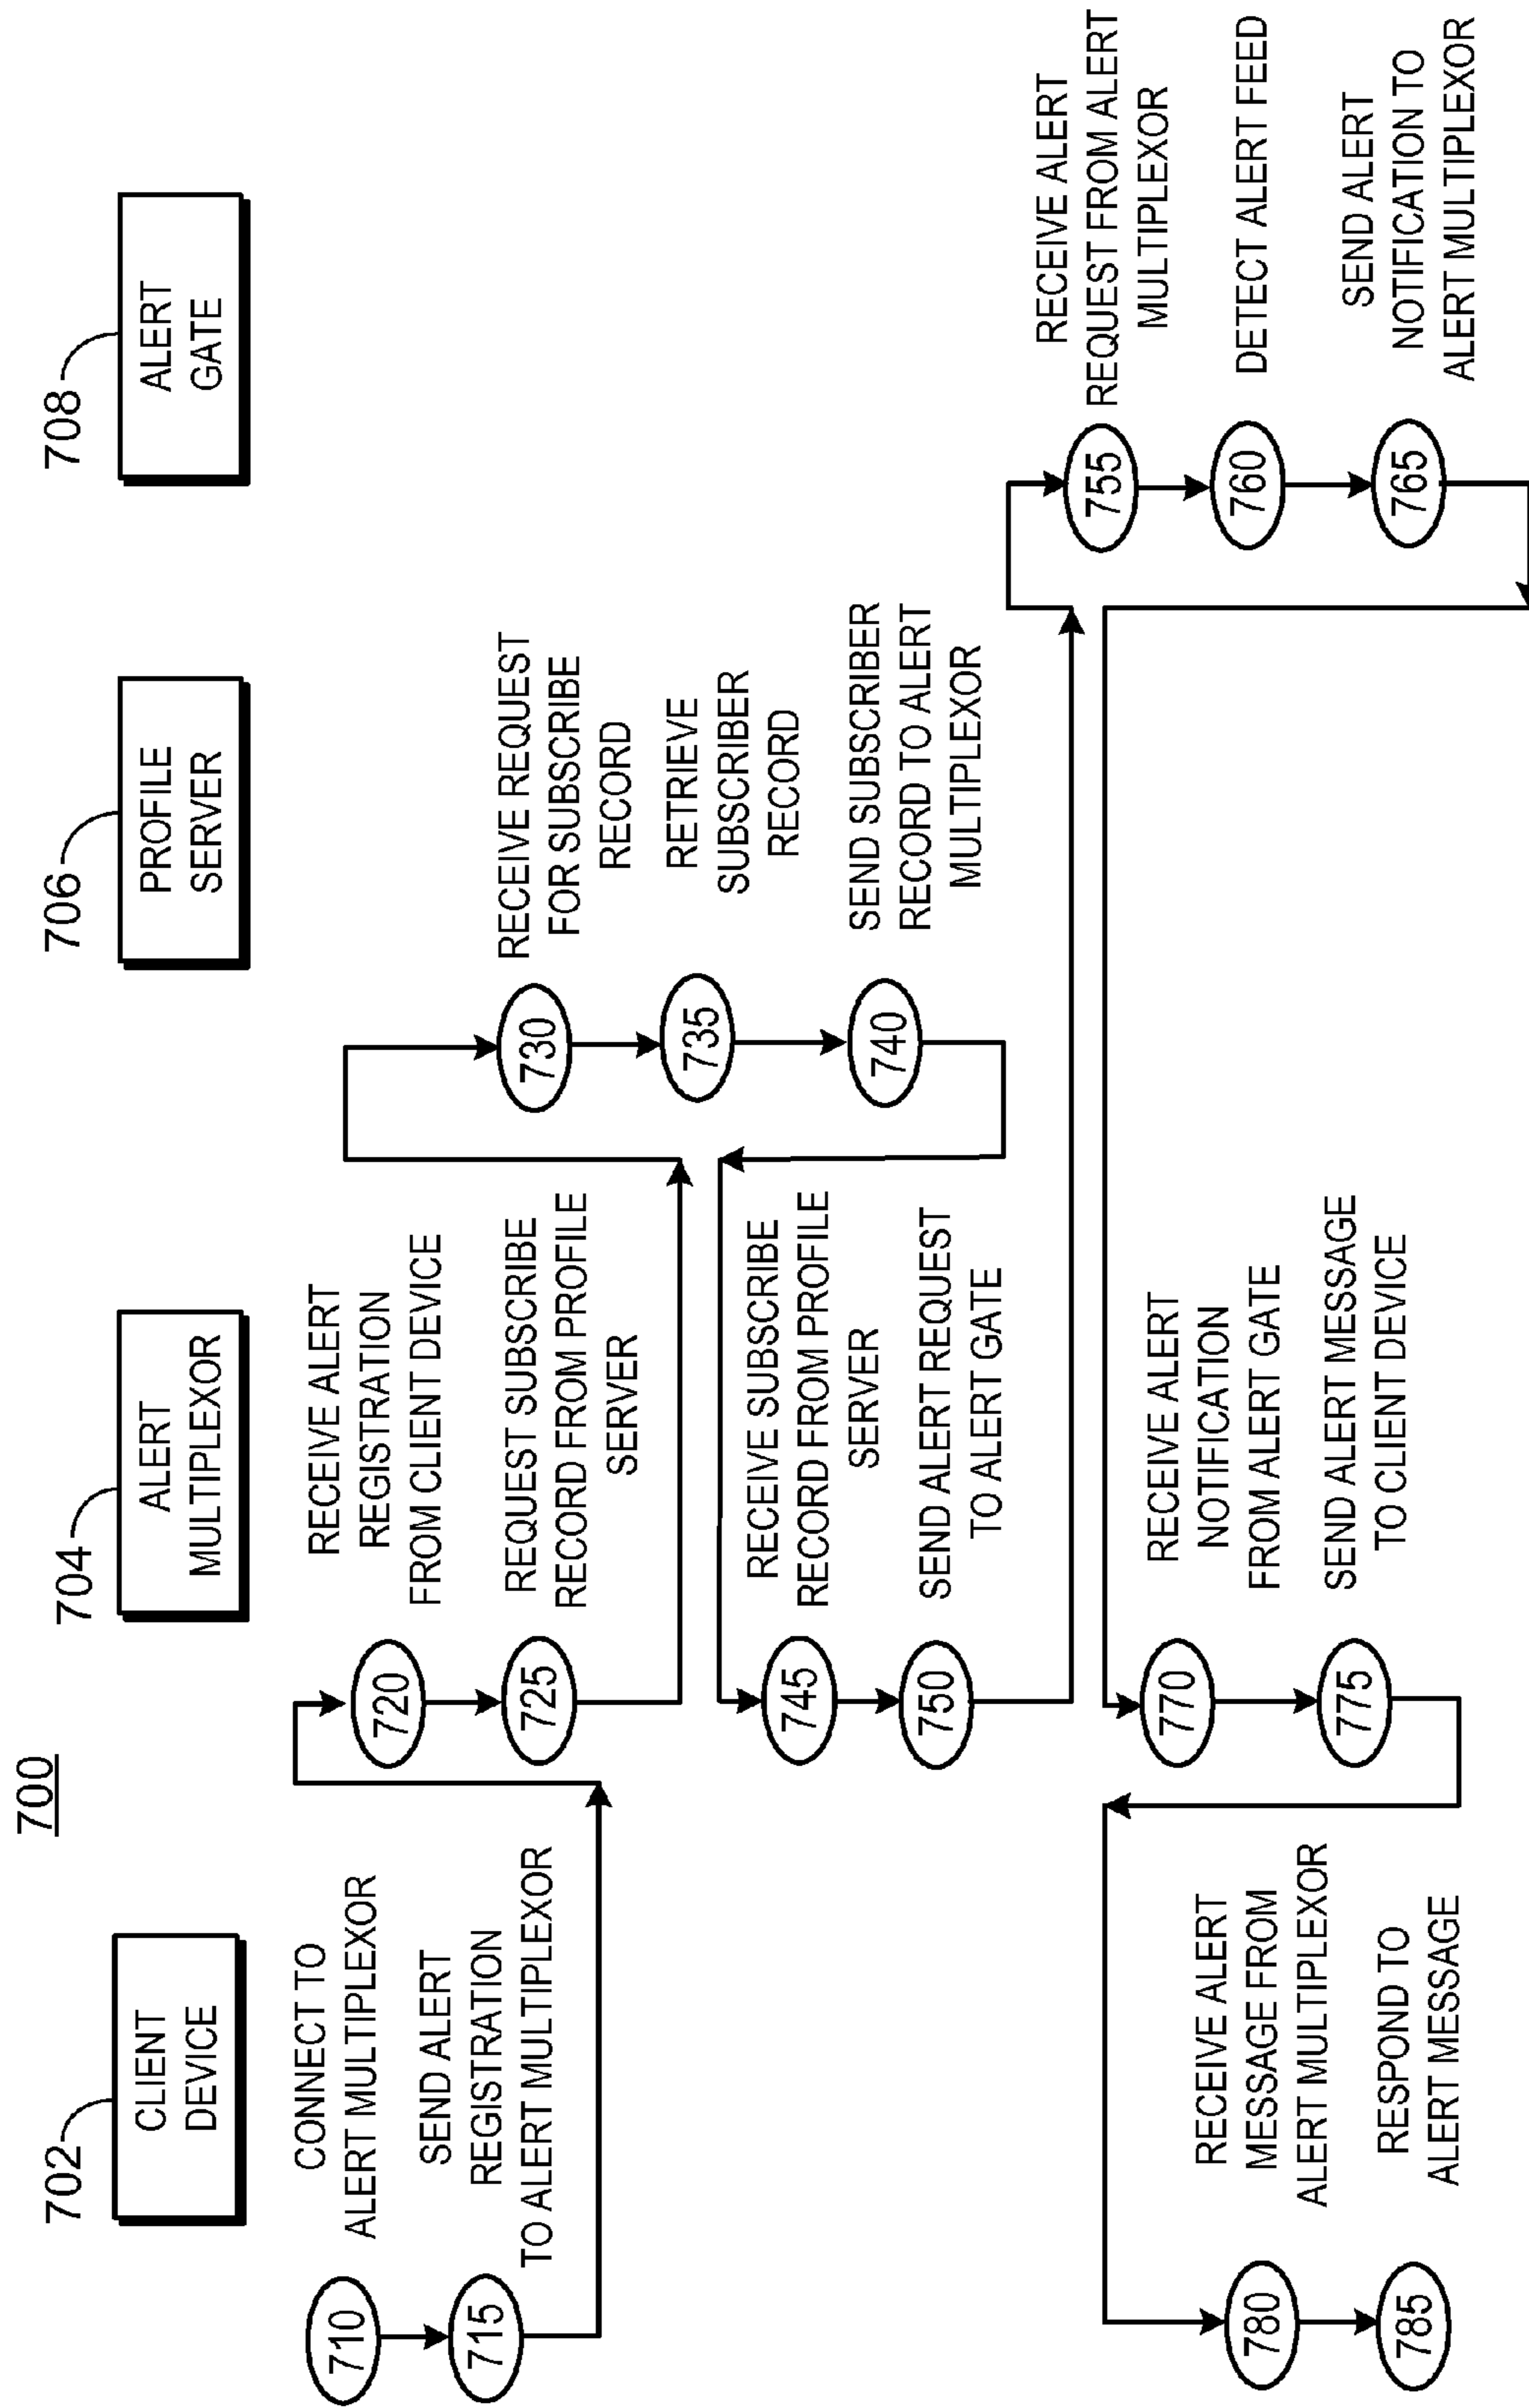 700
702
CLIENT
DEVICE
704
ALERT
MULTIPLEXOR
706
PROFILE
SERVER
708
ALERT
GATE
710
CONNECT TO
ALERT MULTIPLEXOR
715
SEND ALERT
REGISTRATION
TO ALERT MULTIPLEXOR
720
RECEIVE ALERT
REGISTRATION
FROM CLIENT DEVICE
725
REQUEST SUBSCRIBE
RECORD FROM PROFILE
SERVER
730
RECEIVE REQUEST
FOR SUBSCRIBE
RECORD
735
RETRIEVE
SUBSCRIBER
RECORD
740
SEND SUBSCRIBER
RECORD TO ALERT
MULTIPLEXOR
745
RECEIVE SUBSCRIBE
RECORD FROM PROFILE
SERVER
750
SEND ALERT REQUEST
TO ALERT GATE
755
RECEIVE ALERT
REQUEST FROM ALERT
MULTIPLEXOR
760
DETECT ALERT FEED
765
SEND ALERT
NOTIFICATION TO
ALERT MULTIPLEXOR
770
RECEIVE ALERT
NOTIFICATION
FROM ALERT GATE
775
SEND ALERT MESSAGE
TO CLIENT DEVICE
780
RECEIVE ALERT
MESSAGE FROM
ALERT MULTIPLEXOR
785
RESPOND TO
ALERT MESSAGE